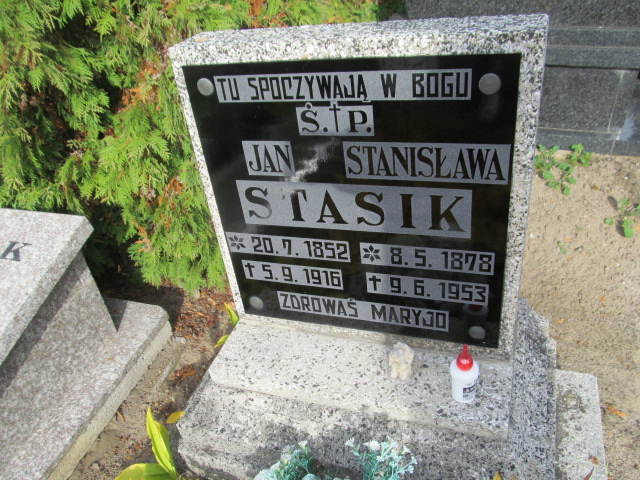 TU SPOCZYWAJĄ W BOGU
Ś.†P.
JAN STANISŁAWA
STASIK
* 20.7.1852 * 8.5.1878
† 5.9.1916 † 9.6.1953
ZDROWAŚ MARYJO
K